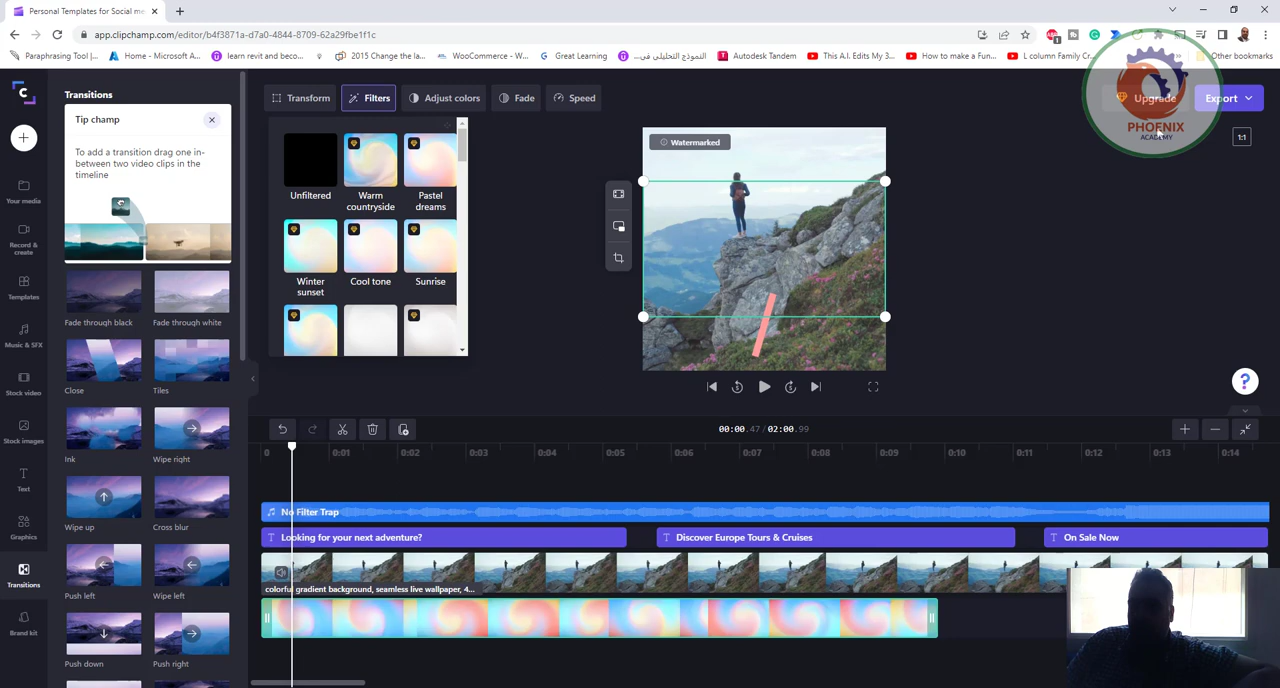 Personal Templates for Social me
app.clipchamp.com/editor/b4f3871a-d7a0-4844-8709-62a29fbe1f1c
Paraphrasing Tool |...
Home - Microsoft A...
learn revit and beco...
2015 Change the la...
WooCommerce - W...
Great Learning
النموذج التحليلى فى...
Autodesk Tandem
This A.I. Edits My 3...
How to make a Fun...
L column Family Cr...
Other bookmarks
Transitions
Transform
Filters
Adjust colors
Fade
Speed
Upgrade
Export
PHOENIX
ACADEMY
1:1
Tip champ
To add a transition drag one in-
between two video clips in the
timeline
Your media
Record &
create
Templates
Music & SFX
Stock video
Stock images
Text
Graphics
Transitions
Brand kit
Fade through black
Fade through white
Close
Tiles
Ink
Wipe right
Wipe up
Cross blur
Push left
Wipe left
Push down
Push right
Unfiltered
Warm
countryside
Pastel
dreams
Winter
sunset
Cool tone
Sunrise
Watermarked
5
5
?
00:00.47 / 02:00.99
0
0:01
0:02
0:03
0:04
0:05
0:06
0:07
0:08
0:09
0:10
0:11
0:12
0:13
0:14
No Filter Trap
T Looking for your next adventure?
T Discover Europe Tours & Cruises
T On Sale Now
colorful gradient background, seamless live wallpaper, 4...